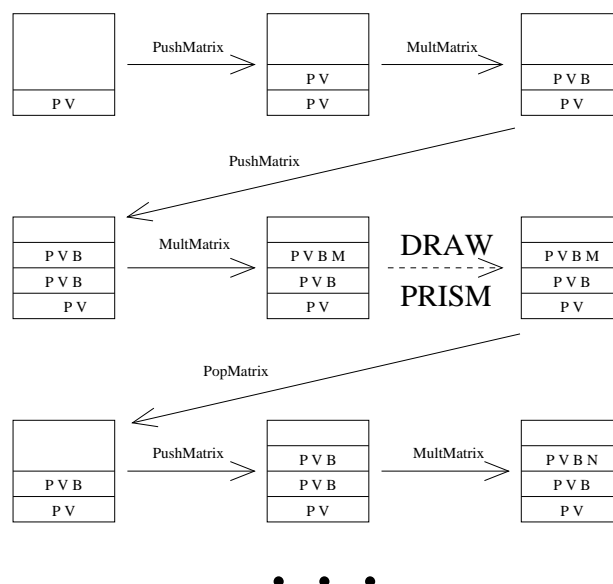 PushMatrix
MultMatrix
P V
P V
P V
P V B
P V
PushMatrix
P V B
P V B
P V
MultMatrix
P V B M
P V B
P V
DRAW
PRISM
P V B M
P V B
P V
PopMatrix
P V B
P V
PushMatrix
P V B
P V B
P V
MultMatrix
P V B N
P V B
P V